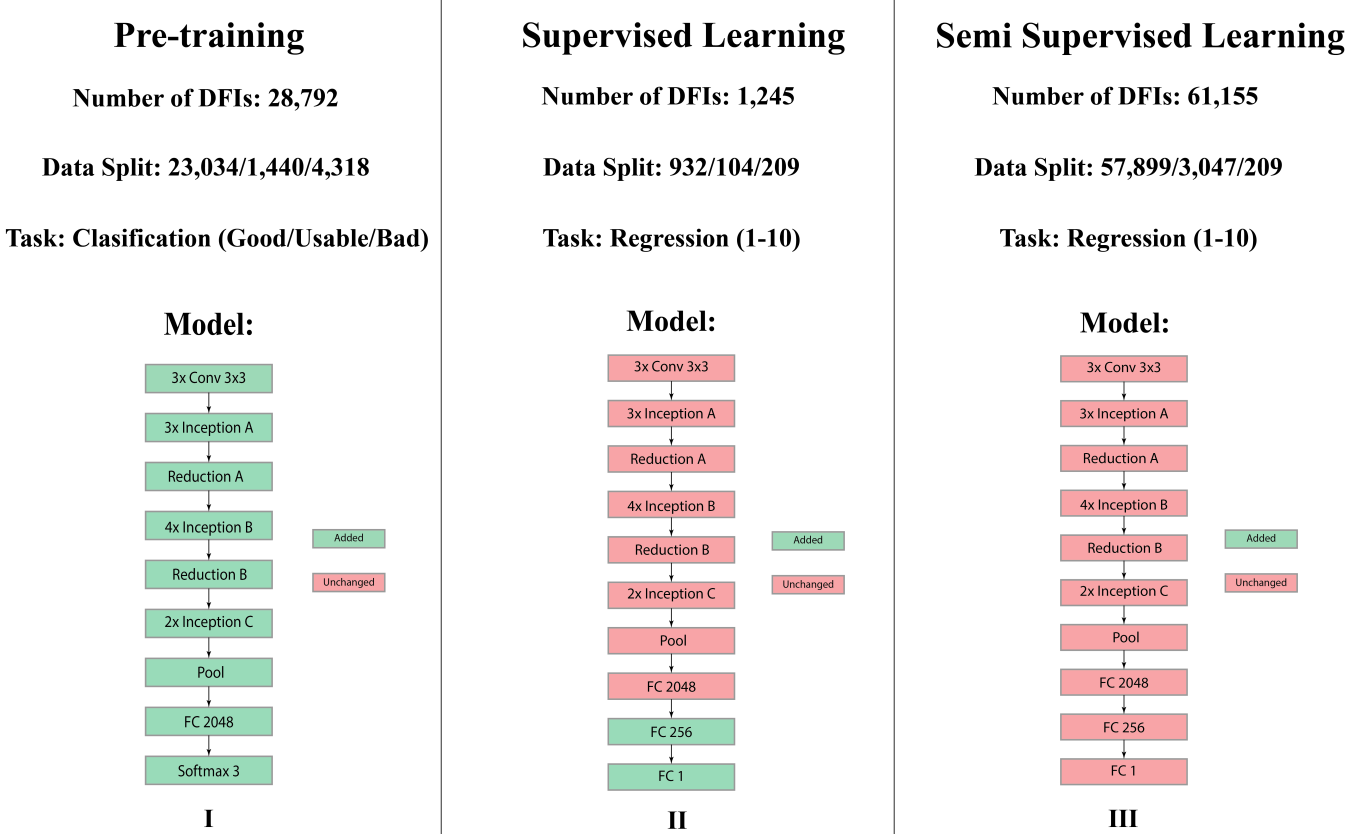 Pre-training
Number of DFIs: 28,792
Data Split: 23,034/1,440/4,318
Task: Clasification (Good/Usable/Bad)
Model:
3x Conv 3x3
3x Inception A
Reduction A
4x Inception B
Reduction B
2x Inception C
Pool
FC 2048
Softmax 3
Added
Unchanged
I
Supervised Learning
Number of DFIs: 1,245
Data Split: 932/104/209
Task: Regression (1-10)
Model:
3x Conv 3x3
3x Inception A
Reduction A
4x Inception B
Reduction B
2x Inception C
Pool
FC 2048
FC 256
FC 1
Added
Unchanged
II
Semi Supervised Learning
Number of DFIs: 61,155
Data Split: 57,899/3,047/209
Task: Regression (1-10)
Model:
3x Conv 3x3
3x Inception A
Reduction A
4x Inception B
Reduction B
2x Inception C
Pool
FC 2048
FC 256
FC 1
Added
Unchanged
III